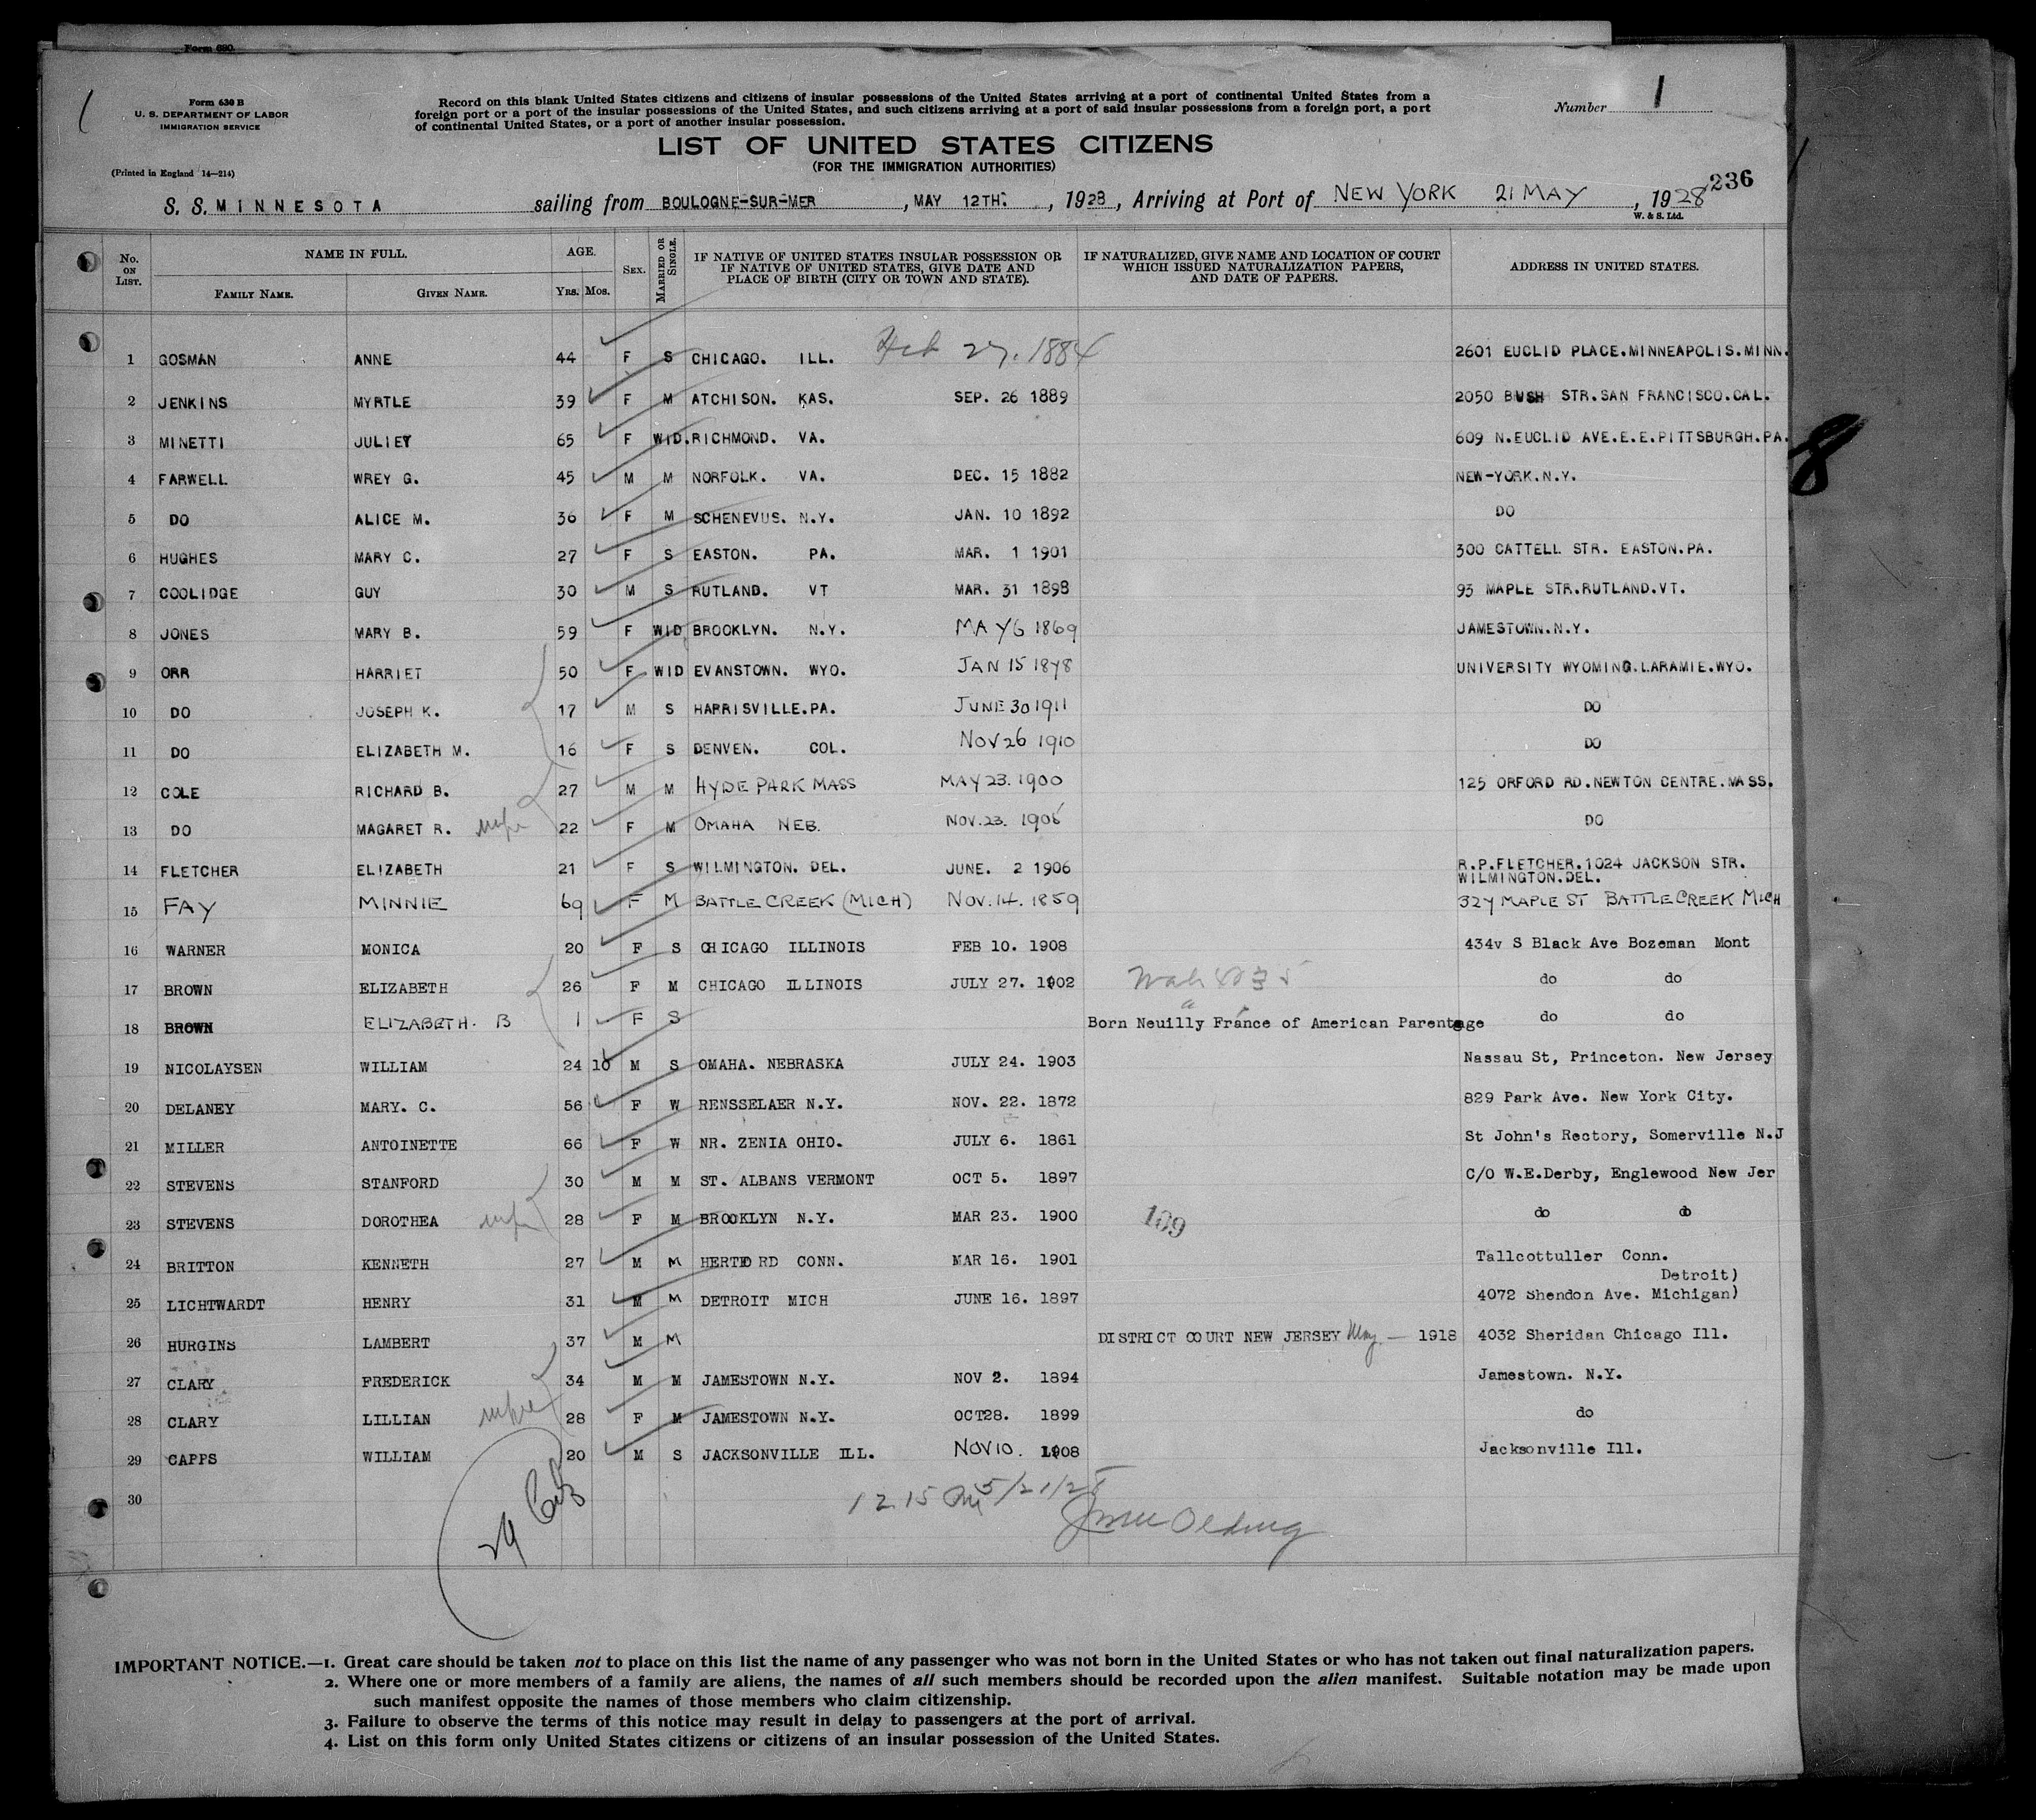 Form 680.
Form 630 B
U. S. DEPARTMENT OF LABOR
IMMIGRATION SERVICE
(Printed in England 14—214)
Record on this blank United States citizens and citizens of insular possessions of the United States arriving at a port of continental United States from a
foreign port or a port of the insular possessions of the United States, and such citizens arriving at a port of said insular possessions from a foreign port, a port
of continental United States, or a port of another insular possession.
Number 1
LIST OF UNITED STATES CITIZENS
(FOR THE IMMIGRATION AUTHORITIES)
236
S. S. MINNESOTA sailing from BOULOGNE-SUR-MER, MAY 12TH., 1928, Arriving at Port of NEW YORK 21 MAY, 1928
W. & S. Ltd.
No. ON LIST. NAME IN FULL. FAMILY NAME. GIVEN NAME. AGE. Yrs. Mos. SEX. MARRIED OR SINGLE. IF NATIVE OF UNITED STATES INSULAR POSSESSION OR IF NATIVE OF UNITED STATES, GIVE DATE AND PLACE OF BIRTH (CITY OR TOWN AND STATE). IF NATURALIZED, GIVE NAME AND LOCATION OF COURT WHICH ISSUED NATURALIZATION PAPERS, AND DATE OF PAPERS. ADDRESS IN UNITED STATES.
1 GOSMAN ANNE 44 F S CHICAGO. ILL. Feb 27. 1884 2601 EUCLID PLACE.MINNEAPOLIS.MINN.
2 JENKINS MYRTLE 39 F M ATCHISON. KAS. SEP. 26 1889 2050 BUSH STR.SAN FRANCISCO.CAL.
3 MINETTI JULIEY 65 F WID. RICHMOND. VA. 609 N.EUCLID AVE.E.E.PITTSBURGH.PA.
4 FARWELL WREY G. 45 M M NORFOLK. VA. DEC. 15 1882 NEW-YORK.N.Y.
5 DO ALICE M. 36 F M SCHENEVUS. N.Y. JAN. 10 1892 DO
6 HUGHES MARY C. 27 F S EASTON. PA. MAR. 1 1901 300 CATTELL STR. EASTON.PA.
7 COOLIDGE GUY 30 M S RUTLAND. VT MAR. 31 1898 93 MAPLE STR.RUTLAND.VT.
8 JONES MARY B. 59 F WID BROOKLYN. N.Y. MAY 6 1869 JAMESTOWN.N.Y.
9 ORR HARRIET 50 F WID EVANSTOWN. WYO. JAN 15 1878 UNIVERSITY WYOMING.LARAMIE.WYO.
10 DO JOSEPH K. 17 M S HARRISVILLE.PA. JUNE 30 1911 DO
11 DO ELIZABETH M. 16 F S DENVEN. COL. NOV 26 1910 DO
12 COLE RICHARD B. 27 M M HYDE PARK MASS MAY 23. 1900 125 ORFORD RD.NEWTON CENTRE.MASS.
13 DO MAGARET R. wife 22 F M OMAHA NEB. NOV. 23. 1905 DO
14 FLETCHER ELIZABETH 21 F S WILMINGTON. DEL. JUNE. 2 1906 R.P.FLETCHER.1024 JACKSON STR.
WILMINGTON.DEL.
15 FAY MINNIE 69 F M BATTLE CREEK (MICH) NOV. 14. 1859 327 MAPLE ST BATTLE CREEK MICH
16 WARNER MONICA 20 F S CHICAGO ILLINOIS FEB 10. 1908 434v S Black Ave Bozeman Mont
17 BROWN ELIZABETH 26 F M CHICAGO ILLINOIS JULY 27. 1902 do do
18 BROWN ELIZABETH. B 1 F S Born Neuilly France of American Parentage do do
19 NICOLAYSEN WILLIAM 24 10 M S OMAHA. NEBRASKA JULY 24. 1903 Nassau St, Princeton. New Jersey
20 DELANEY MARY. C. 56 F W RENSSELAER N.Y. NOV. 22. 1872 829 Park Ave. New York City.
21 MILLER ANTOINETTE 66 F W NR. ZENIA OHIO. JULY 6. 1861 St John's Rectory, Somerville N.J
22 STEVENS STANFORD 30 M M ST. ALBANS VERMONT OCT 5. 1897 C/O W.E.Derby, Englewood New Jer
23 STEVENS DOROTHEA wife 28 F M BROOKLYN N.Y. MAR 23. 1900 109 do do
24 BRITTON KENNETH 27 M M HERTFORD CONN. MAR 16. 1901 Tallcottuller Conn.
Detroit)
25 LICHTWARDT HENRY 31 M M DETROIT MICH JUNE 16. 1897 4072 Shendon Ave. Michigan)
26 HURGINS LAMBERT 37 M M DISTRICT COURT NEW JERSEY May — 1918 4032 Sheridan Chicago Ill.
27 CLARY FREDERICK 34 M M JAMESTOWN N.Y. NOV 2. 1894 Jamestown. N.Y.
28 CLARY LILLIAN wife 28 F M JAMESTOWN N.Y. OCT28. 1899 do
29 CAPPS WILLIAM 20 M S JACKSONVILLE ILL. NOV 10. 1908 Jacksonville Ill.
30
29 Citz
12.15 PM 5/21/28
8
IMPORTANT NOTICE.—1. Great care should be taken not to place on this list the name of any passenger who was not born in the United States or who has not taken out final naturalization papers.
2. Where one or more members of a family are aliens, the names of all such members should be recorded upon the alien manifest. Suitable notation may be made upon
such manifest opposite the names of those members who claim citizenship.
3. Failure to observe the terms of this notice may result in delay to passengers at the port of arrival.
4. List on this form only United States citizens or citizens of an insular possession of the United States.